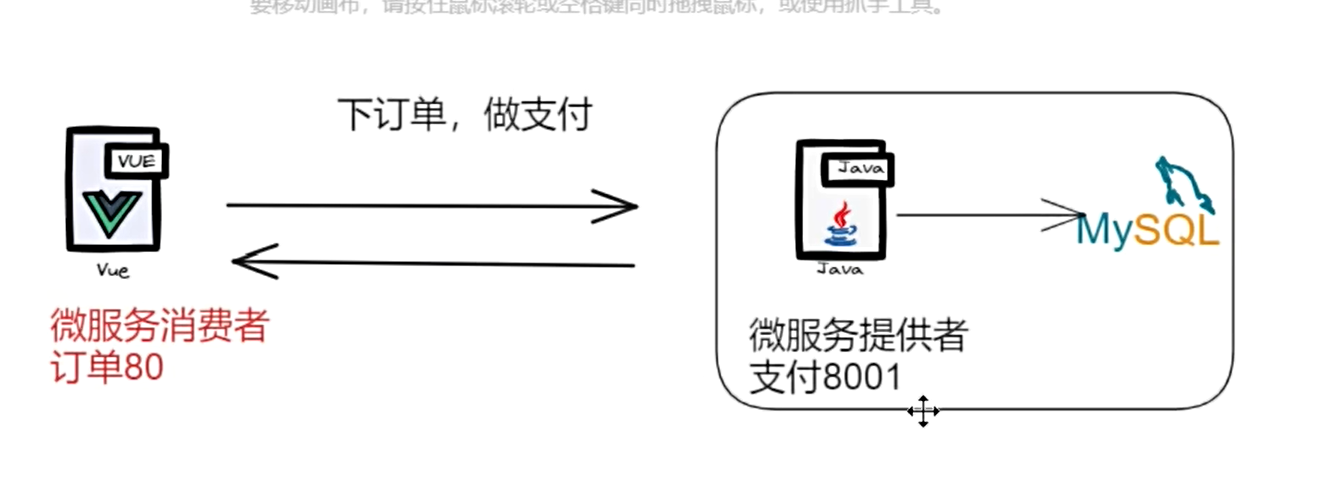 要移动画布，请按住鼠标滚轮或空格键同时拖拽鼠标，或使用抓手工具。
下订单，做支付
VUE
Vue
微服务消费者
订单80
Java
Java
MySQL
微服务提供者
支付8001